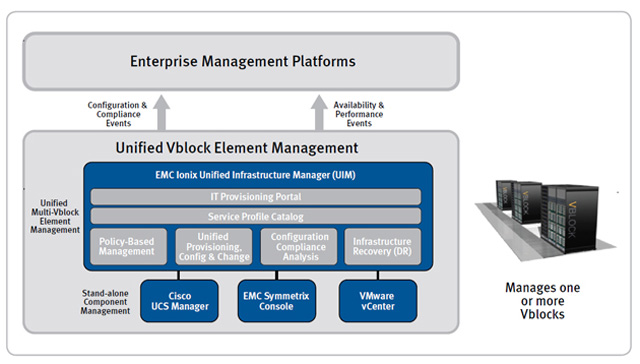 Enterprise Management Platforms
Configuration &
Compliance
Events
Availability &
Performance
Events
Unified Vblock Element Management
EMC Ionix Unified Infrastructure Manager (UIM)
IT Provisioning Portal
Service Profile Catalog
Unified
Multi-Vblock
Element
Management
Policy-Based
Management
Unified
Provisioning,
Config & Change
Configuration
Compliance
Analysis
Infrastructure
Recovery (DR)
Stand-alone
Component
Management
Cisco
UCS Manager
EMC Symmetrix
Console
VMware
vCenter
VBLOCK
VBLOCK
Manages one
or more
Vblocks